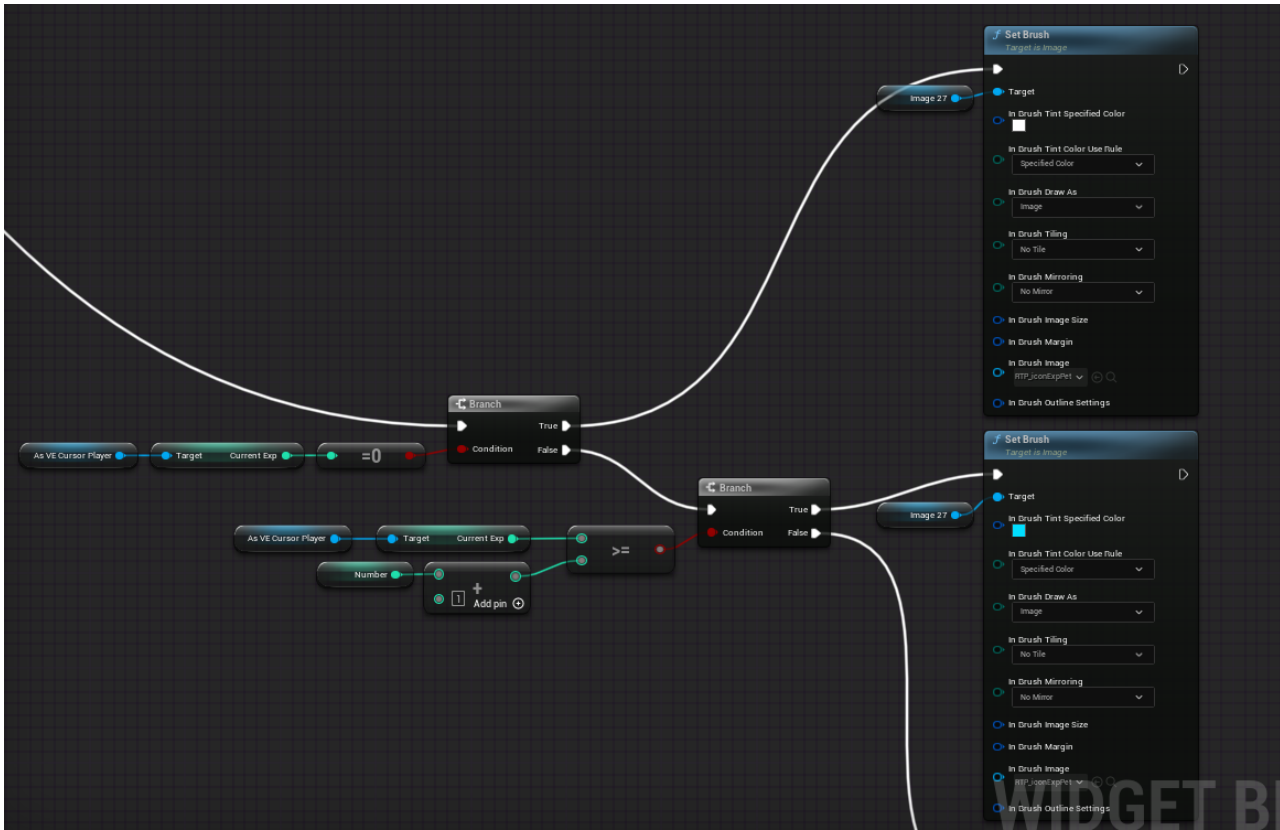 Set Brush
Target is Image
Image 27
Target
In Brush Tint Specified Color
In Brush Tint Color Use Rule
Specified Color
In Brush Draw As
Image
In Brush Tiling
No Tile
In Brush Mirroring
No Mirror
In Brush Image Size
In Brush Margin
In Brush Image
RTP_iconExpPet
In Brush Outline Settings
Branch
True
Condition
False
As VE Cursor Player
Target
Current Exp
=0
Branch
True
Condition
False
As VE Cursor Player
Target
Current Exp
>=
Number
1
+
Add pin
Set Brush
Target is Image
Image 27
Target
In Brush Tint Specified Color
In Brush Tint Color Use Rule
Specified Color
In Brush Draw As
Image
In Brush Tiling
No Tile
In Brush Mirroring
No Mirror
In Brush Image Size
In Brush Margin
In Brush Image
RTP_iconExpPet
In Brush Outline Settings
WIDGET